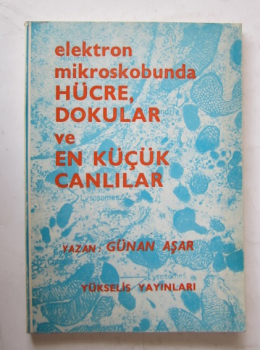 elektron
mikroskobunda
HÜCRE,
DOKULAR
ve
EN KÜÇÜK
CANLILAR
YAZAN: GÜNAN AŞAR
YÜKSELİŞ YAYINLARI